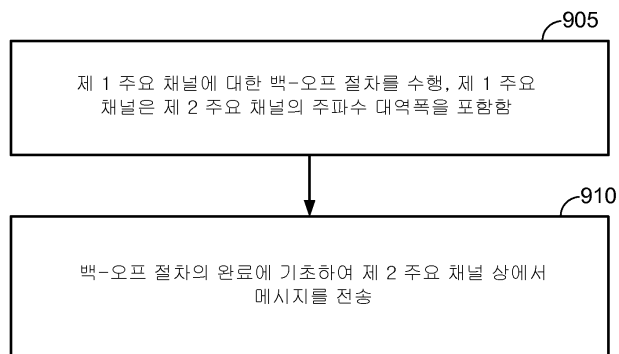 905
제 1 주요 채널에 대한 백-오프 절차를 수행, 제 1 주요
채널은 제 2 주요 채널의 주파수 대역폭을 포함함
910
백-오프 절차의 완료에 기초하여 제 2 주요 채널 상에서
메시지를 전송